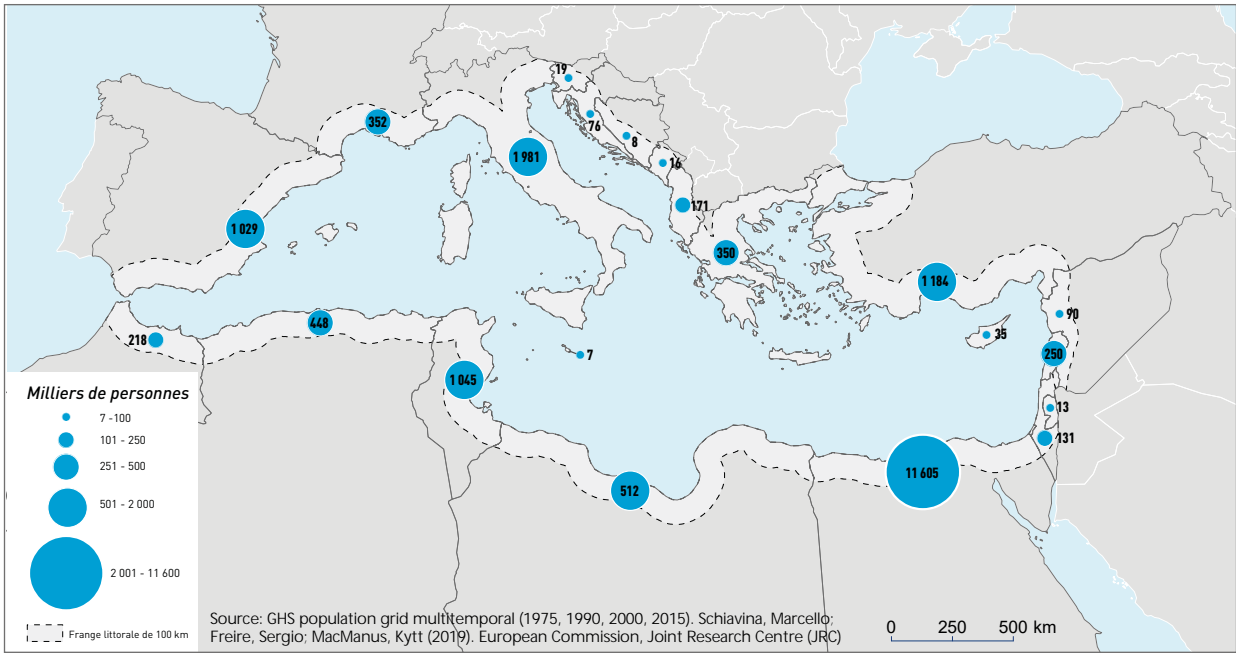 19
352
76
1 981
8
16
171
1 029
350
1 184
90
35
448
218
7
250
1 045
13
131
11 605
512
Milliers de personnes
7 -100
101 - 250
251 - 500
501 - 2 000
2 001 - 11 600
Frange littorale de 100 km
Source: GHS population grid multitemporal (1975, 1990, 2000, 2015). Schiavina, Marcello;
Freire, Sergio; MacManus, Kytt (2019). European Commission, Joint Research Centre (JRC)
0 250 500 km